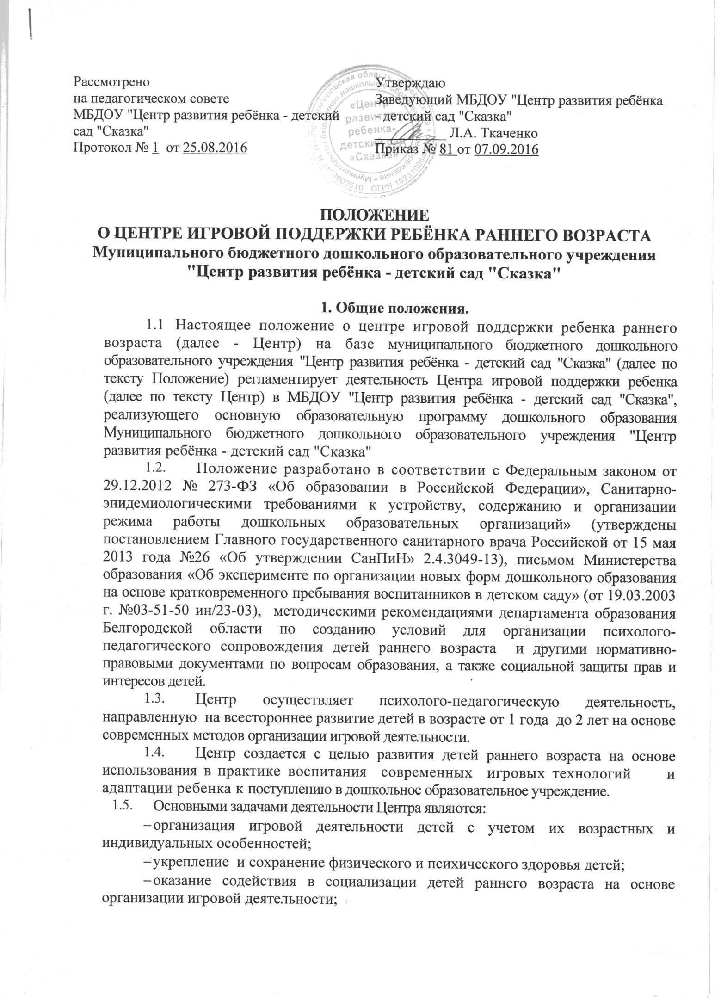 Рассмотрено
на педагогическом совете
МБДОУ "Центр развития ребёнка - детский
сад "Сказка"
Протокол № 1 от 25.08.2016
Утверждаю
Заведующий МБДОУ "Центр развития ребёнка
- детский сад "Сказка"
____________ Л.А. Ткаченко
Приказ № 81 от 07.09.2016
«Центр
развития
ребенка-
детский сад
«Сказка»
ПОЛОЖЕНИЕ
О ЦЕНТРЕ ИГРОВОЙ ПОДДЕРЖКИ РЕБЁНКА РАННЕГО ВОЗРАСТА
Муниципального бюджетного дошкольного образовательного учреждения
"Центр развития ребёнка - детский сад "Сказка"
1. Общие положения.
1.1 Настоящее положение о центре игровой поддержки ребенка раннего
возраста (далее - Центр) на базе муниципального бюджетного дошкольного
образовательного учреждения "Центр развития ребёнка - детский сад "Сказка" (далее по
тексту Положение) регламентирует деятельность Центра игровой поддержки ребенка
(далее по тексту Центр) в МБДОУ "Центр развития ребёнка - детский сад "Сказка",
реализующего основную образовательную программу дошкольного образования
Муниципального бюджетного дошкольного образовательного учреждения "Центр
развития ребёнка - детский сад "Сказка"
1.2. Положение разработано в соответствии с Федеральным законом от
29.12.2012 № 273-ФЗ «Об образовании в Российской Федерации», Санитарно-
эпидемиологическими требованиями к устройству, содержанию и организации
режима работы дошкольных образовательных организаций» (утверждены
постановлением Главного государственного санитарного врача Российской от 15 мая
2013 года №26 «Об утверждении СанПиН» 2.4.3049-13), письмом Министерства
образования «Об эксперименте по организации новых форм дошкольного образования
на основе кратковременного пребывания воспитанников в детском саду» (от 19.03.2003
г. №03-51-50 ин/23-03), методическими рекомендациями департамента образования
Белгородской области по созданию условий для организации психолого-
педагогического сопровождения детей раннего возраста и другими нормативно-
правовыми документами по вопросам образования, а также социальной защиты прав и
интересов детей.
1.3. Центр осуществляет психолого-педагогическую деятельность,
направленную на всестороннее развитие детей в возрасте от 1 года до 2 лет на основе
современных методов организации игровой деятельности.
1.4. Центр создается с целью развития детей раннего возраста на основе
использования в практике воспитания современных игровых технологий и
адаптации ребенка к поступлению в дошкольное образовательное учреждение.
1.5. Основными задачами деятельности Центра являются:
–организация игровой деятельности детей с учетом их возрастных и
индивидуальных особенностей;
–укрепление и сохранение физического и психического здоровья детей;
–оказание содействия в социализации детей раннего возраста на основе
организации игровой деятельности;